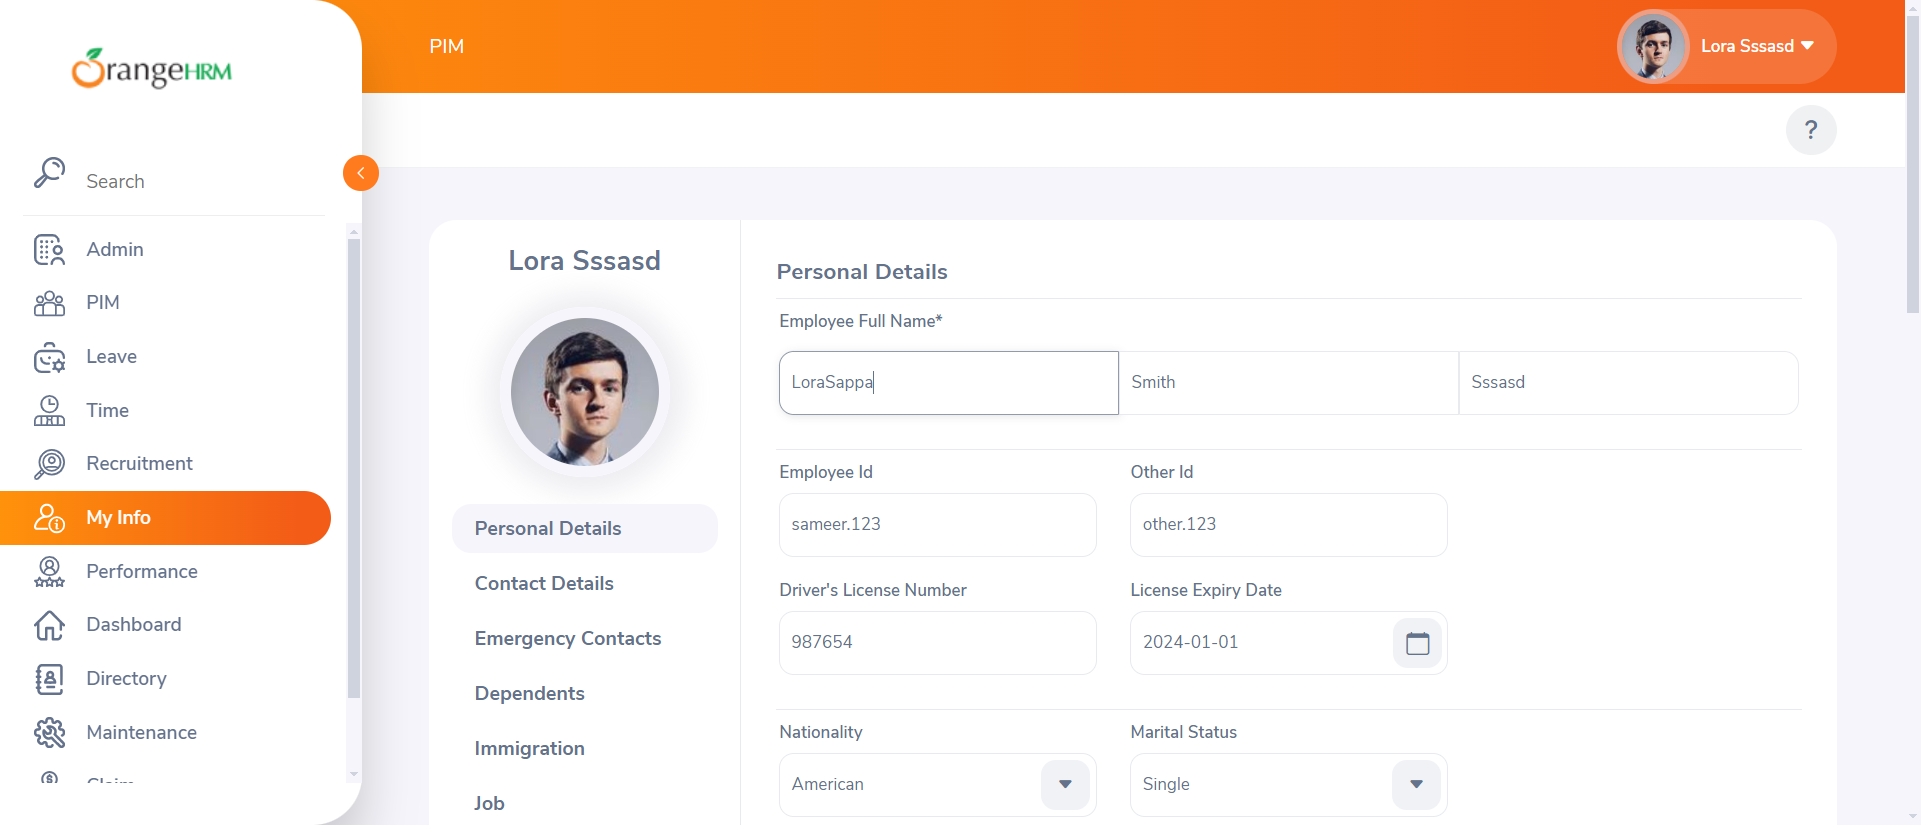 OrangeHRM
PIM
Lora Sssasd
?
Search
Admin
PIM
Leave
Time
Recruitment
My Info
Performance
Dashboard
Directory
Maintenance
Claim
Lora Sssasd
Personal Details
Contact Details
Emergency Contacts
Dependents
Immigration
Job
Personal Details
Employee Full Name*
LoraSappa Smith Sssasd
Employee Id Other Id
sameer.123 other.123
Driver's License Number License Expiry Date
987654 2024-01-01
Nationality Marital Status
American Single